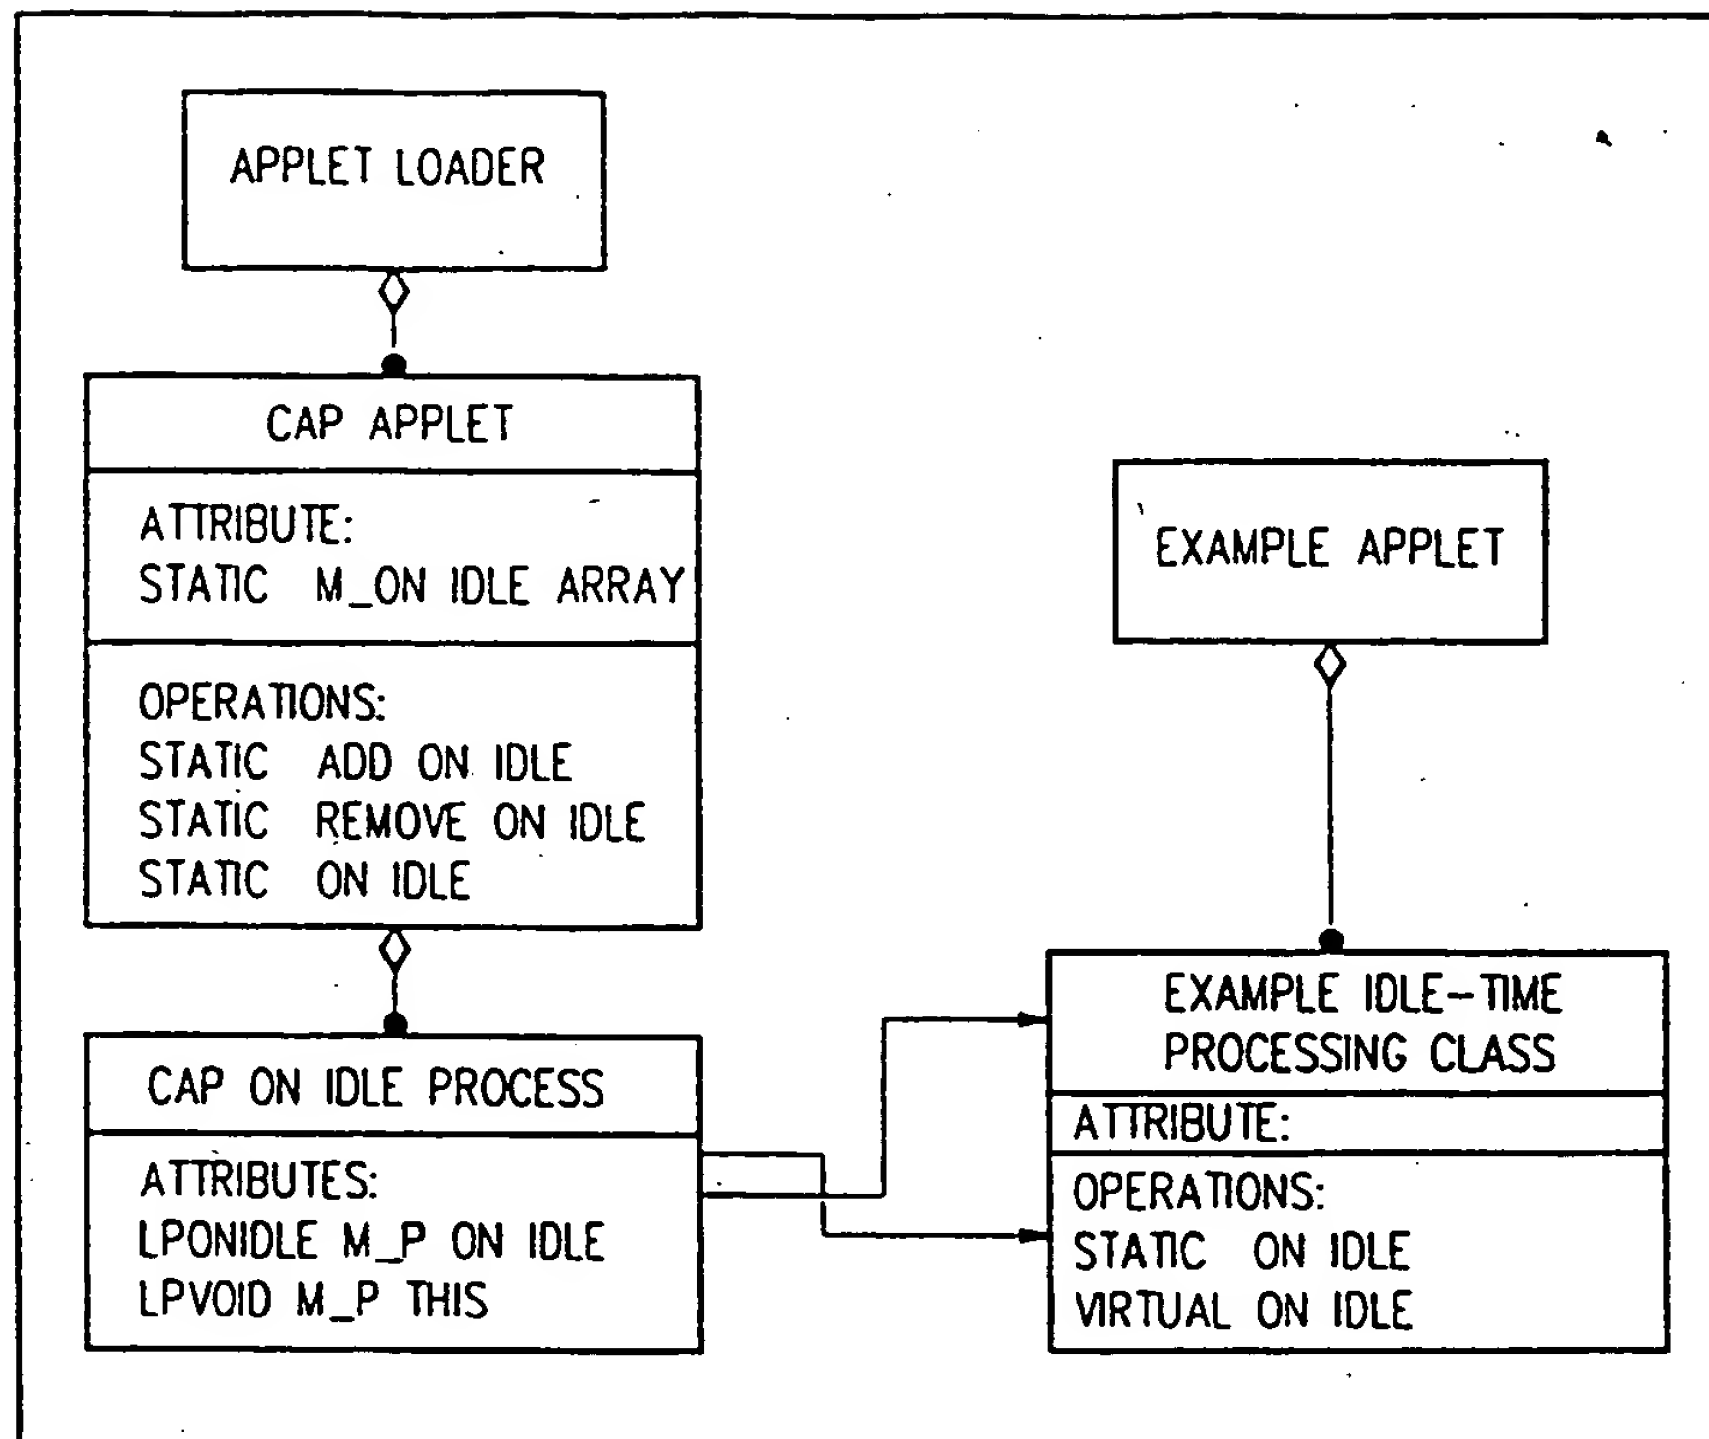 APPLET LOADER
CAP APPLET
ATTRIBUTE:
STATIC M_ON IDLE ARRAY
OPERATIONS:
STATIC ADD ON IDLE
STATIC REMOVE ON IDLE
STATIC ON IDLE
CAP ON IDLE PROCESS
ATTRIBUTES:
LPONIDLE M_P ON IDLE
LPVOID M_P THIS
EXAMPLE APPLET
EXAMPLE IDLE-TIME
PROCESSING CLASS
ATTRIBUTE:
OPERATIONS:
STATIC ON IDLE
VIRTUAL ON IDLE